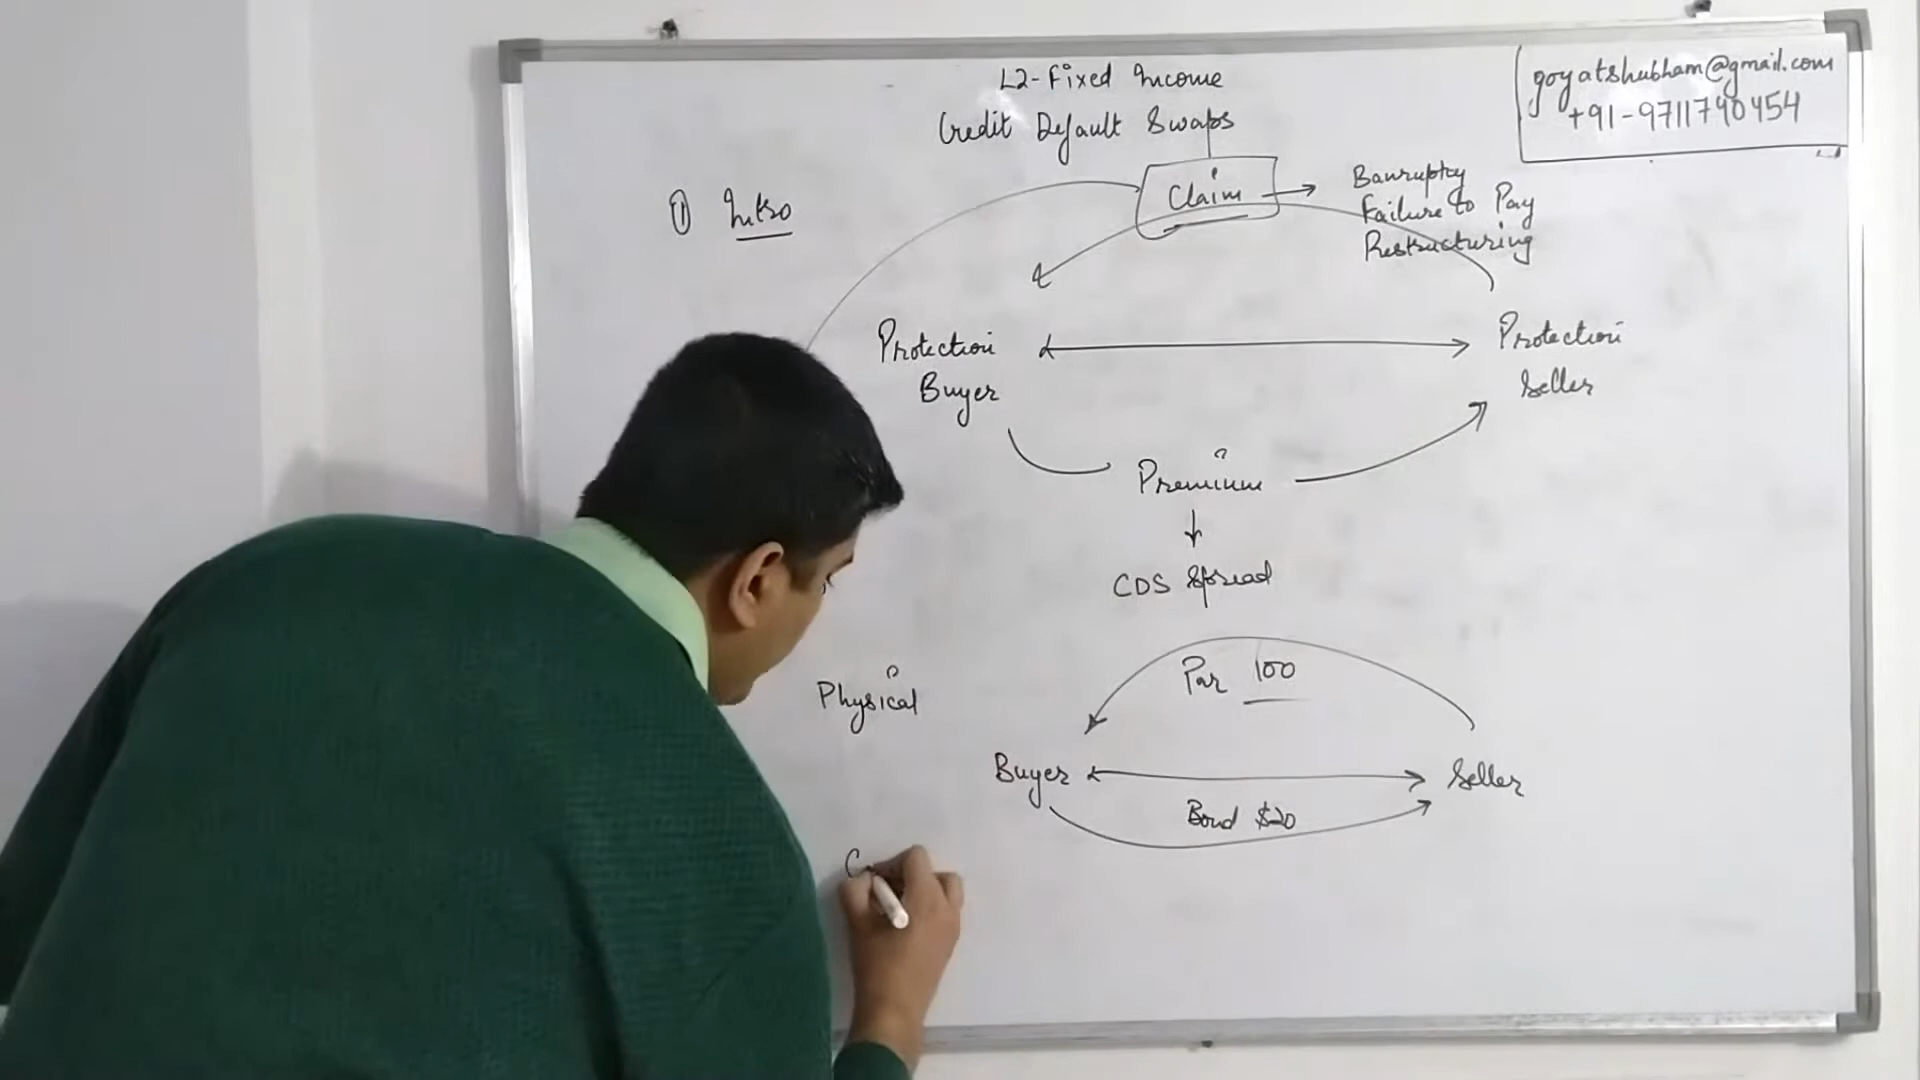 L2-Fixed Income
Credit Default Swaps
goyatshubham@gmail.com
+91-9711740454
① Intro
Claim
Bankruptcy
Failure to Pay
Restructuring
Protection
Buyer
Protection
Seller
Premium
CDS Spread
Physical
Par 100
Buyer
Seller
Bond $20
C